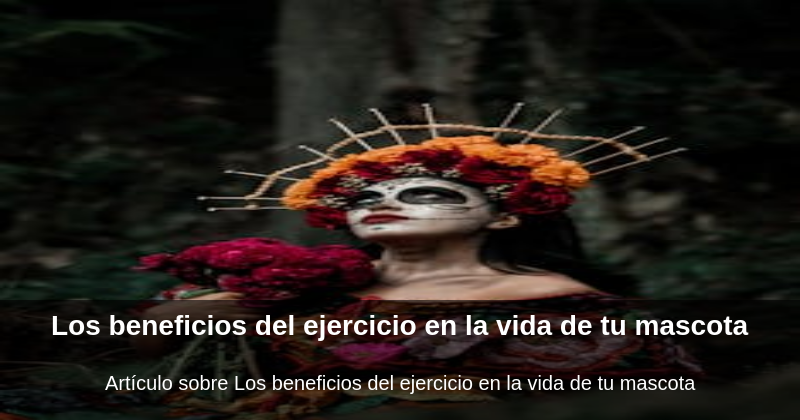 Los beneficios del ejercicio en la vida de tu mascota
Artículo sobre Los beneficios del ejercicio en la vida de tu mascota